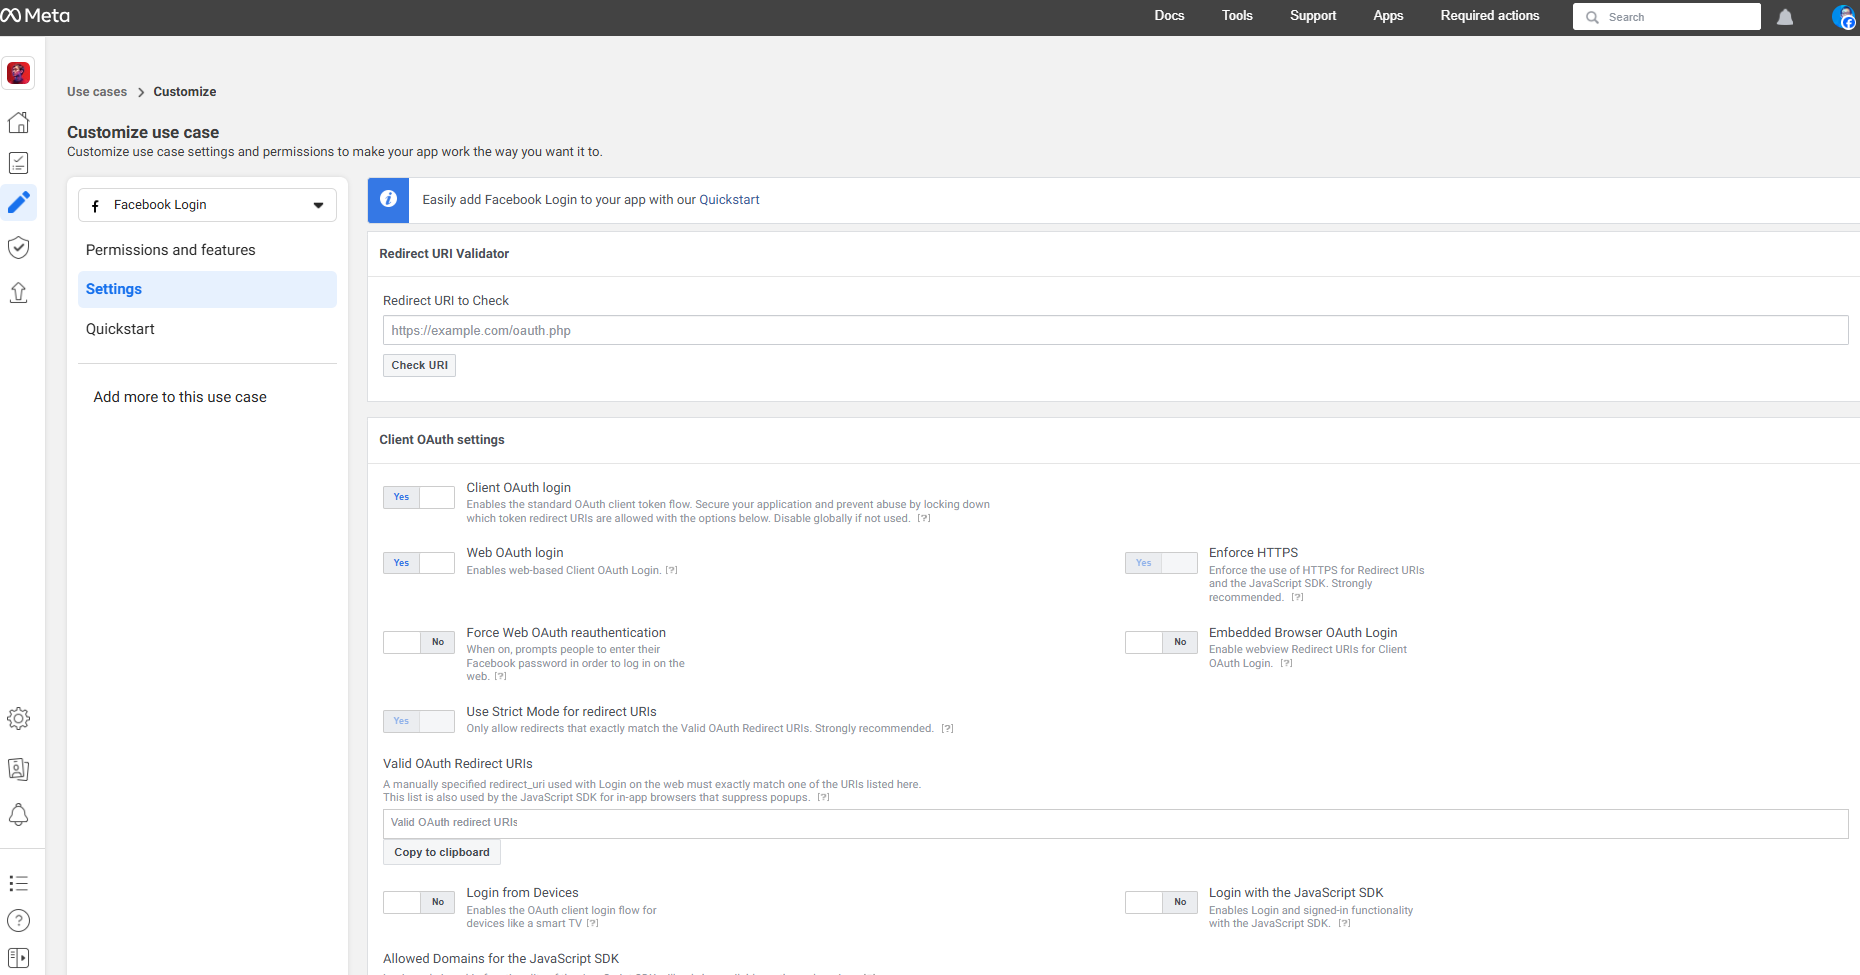 Meta
Docs
Tools
Support
Apps
Required actions
Search
Use cases > Customize
Customize use case
Customize use case settings and permissions to make your app work the way you want it to.
Facebook Login
Permissions and features
Settings
Quickstart
Add more to this use case
Easily add Facebook Login to your app with our Quickstart
Redirect URI Validator
Redirect URI to Check
https://example.com/oauth.php
Check URI
Client OAuth settings
Yes
Client OAuth login
Enables the standard OAuth client token flow. Secure your application and prevent abuse by locking down
which token redirect URIs are allowed with the options below. Disable globally if not used. [?]
Yes
Web OAuth login
Enables web-based Client OAuth Login. [?]
Yes
Enforce HTTPS
Enforce the use of HTTPS for Redirect URIs
and the JavaScript SDK. Strongly
recommended. [?]
No
Force Web OAuth reauthentication
When on, prompts people to enter their
Facebook password in order to log in on the
web. [?]
No
Embedded Browser OAuth Login
Enable webview Redirect URIs for Client
OAuth Login. [?]
Yes
Use Strict Mode for redirect URIs
Only allow redirects that exactly match the Valid OAuth Redirect URIs. Strongly recommended. [?]
Valid OAuth Redirect URIs
A manually specified redirect_uri used with Login on the web must exactly match one of the URIs listed here.
This list is also used by the JavaScript SDK for in-app browsers that suppress popups. [?]
Valid OAuth redirect URIs
Copy to clipboard
No
Login from Devices
Enables the OAuth client login flow for
devices like a smart TV [?]
No
Login with the JavaScript SDK
Enables Login and signed-in functionality
with the JavaScript SDK. [?]
Allowed Domains for the JavaScript SDK